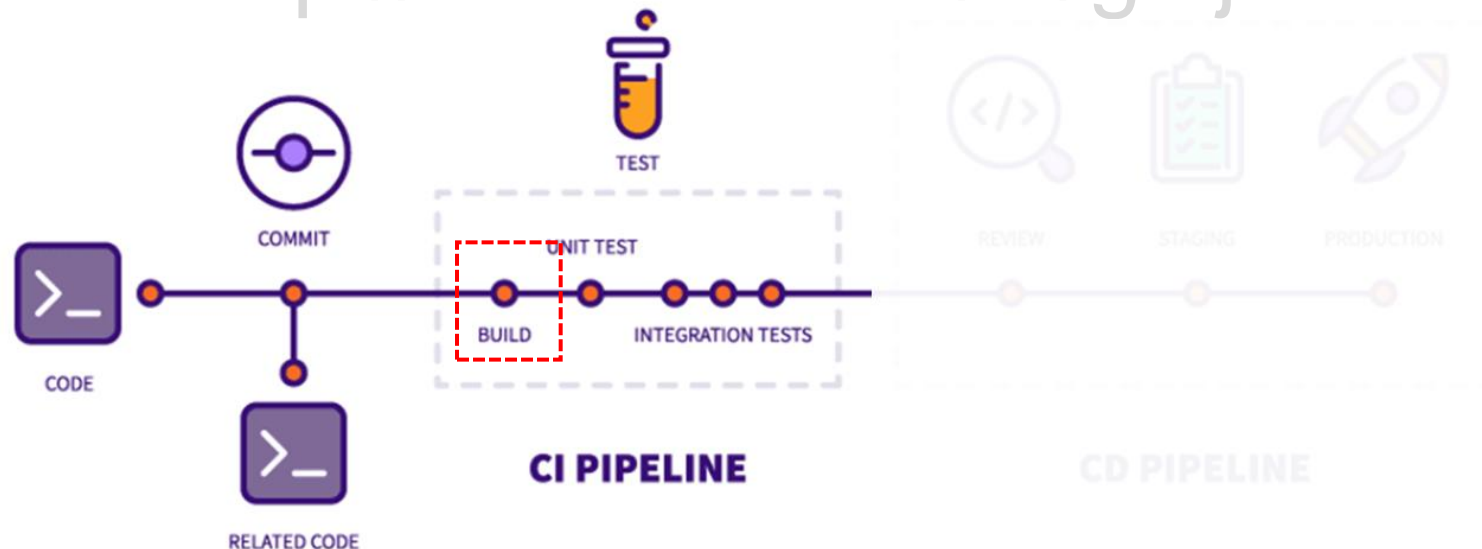 TEST
COMMIT
UNIT TEST
BUILD
INTEGRATION TESTS
CODE
RELATED CODE
CI PIPELINE
</>
REVIEW
STAGING
PRODUCTION
CD PIPELINE